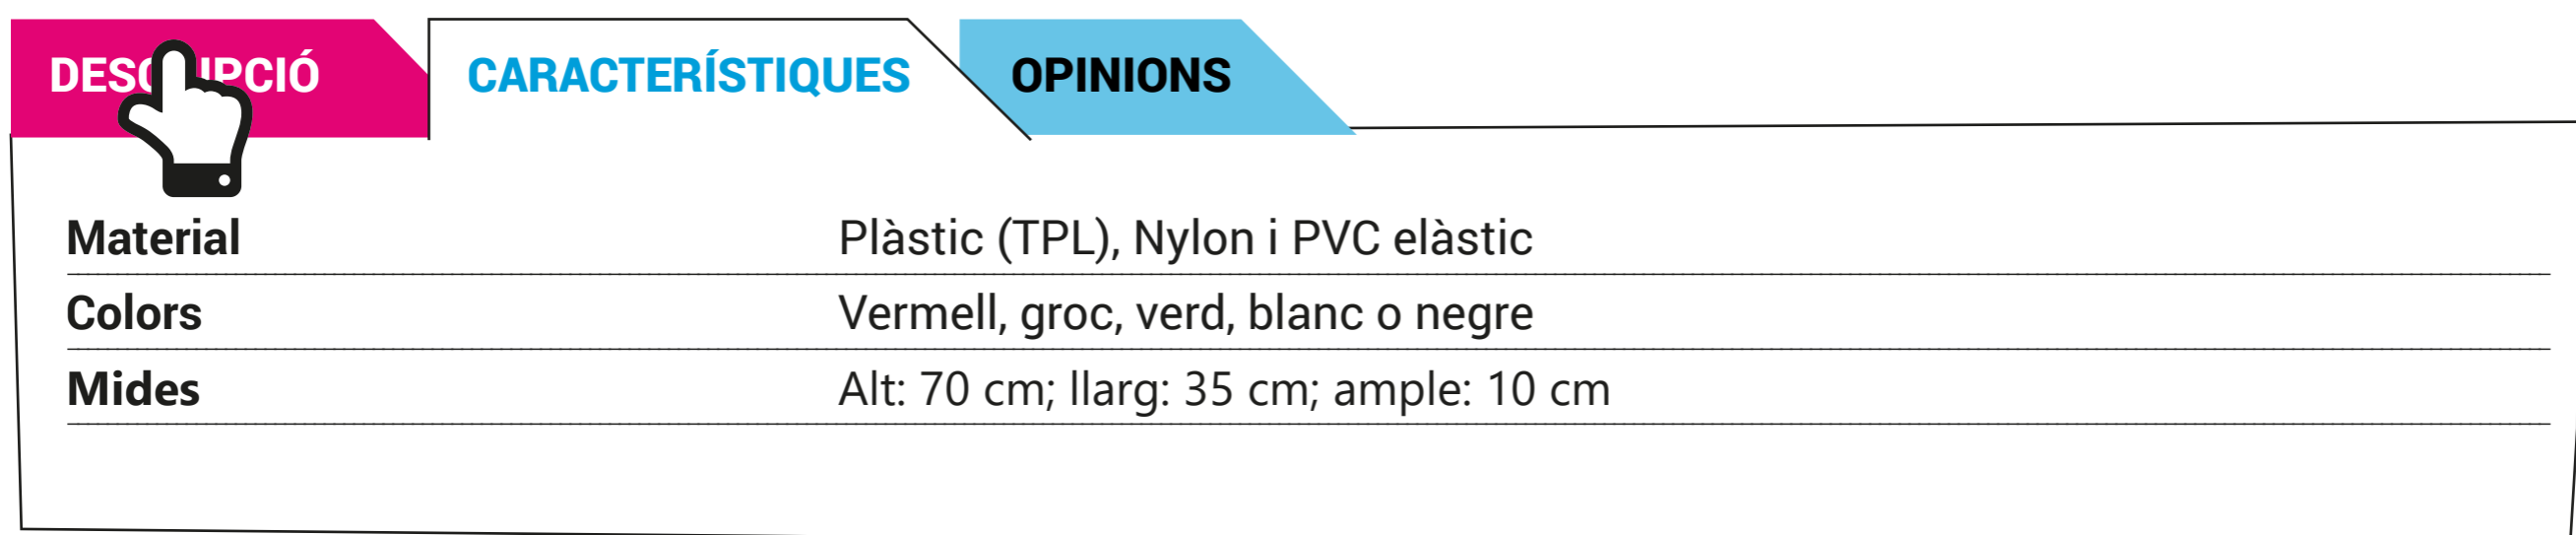 DESCRIPCIÓ CARACTERÍSTIQUES OPINIONS
Material Plàstic (TPL), Nylon i PVC elàstic
Colors Vermell, groc, verd, blanc o negre
Mides Alt: 70 cm; llarg: 35 cm; ample: 10 cm